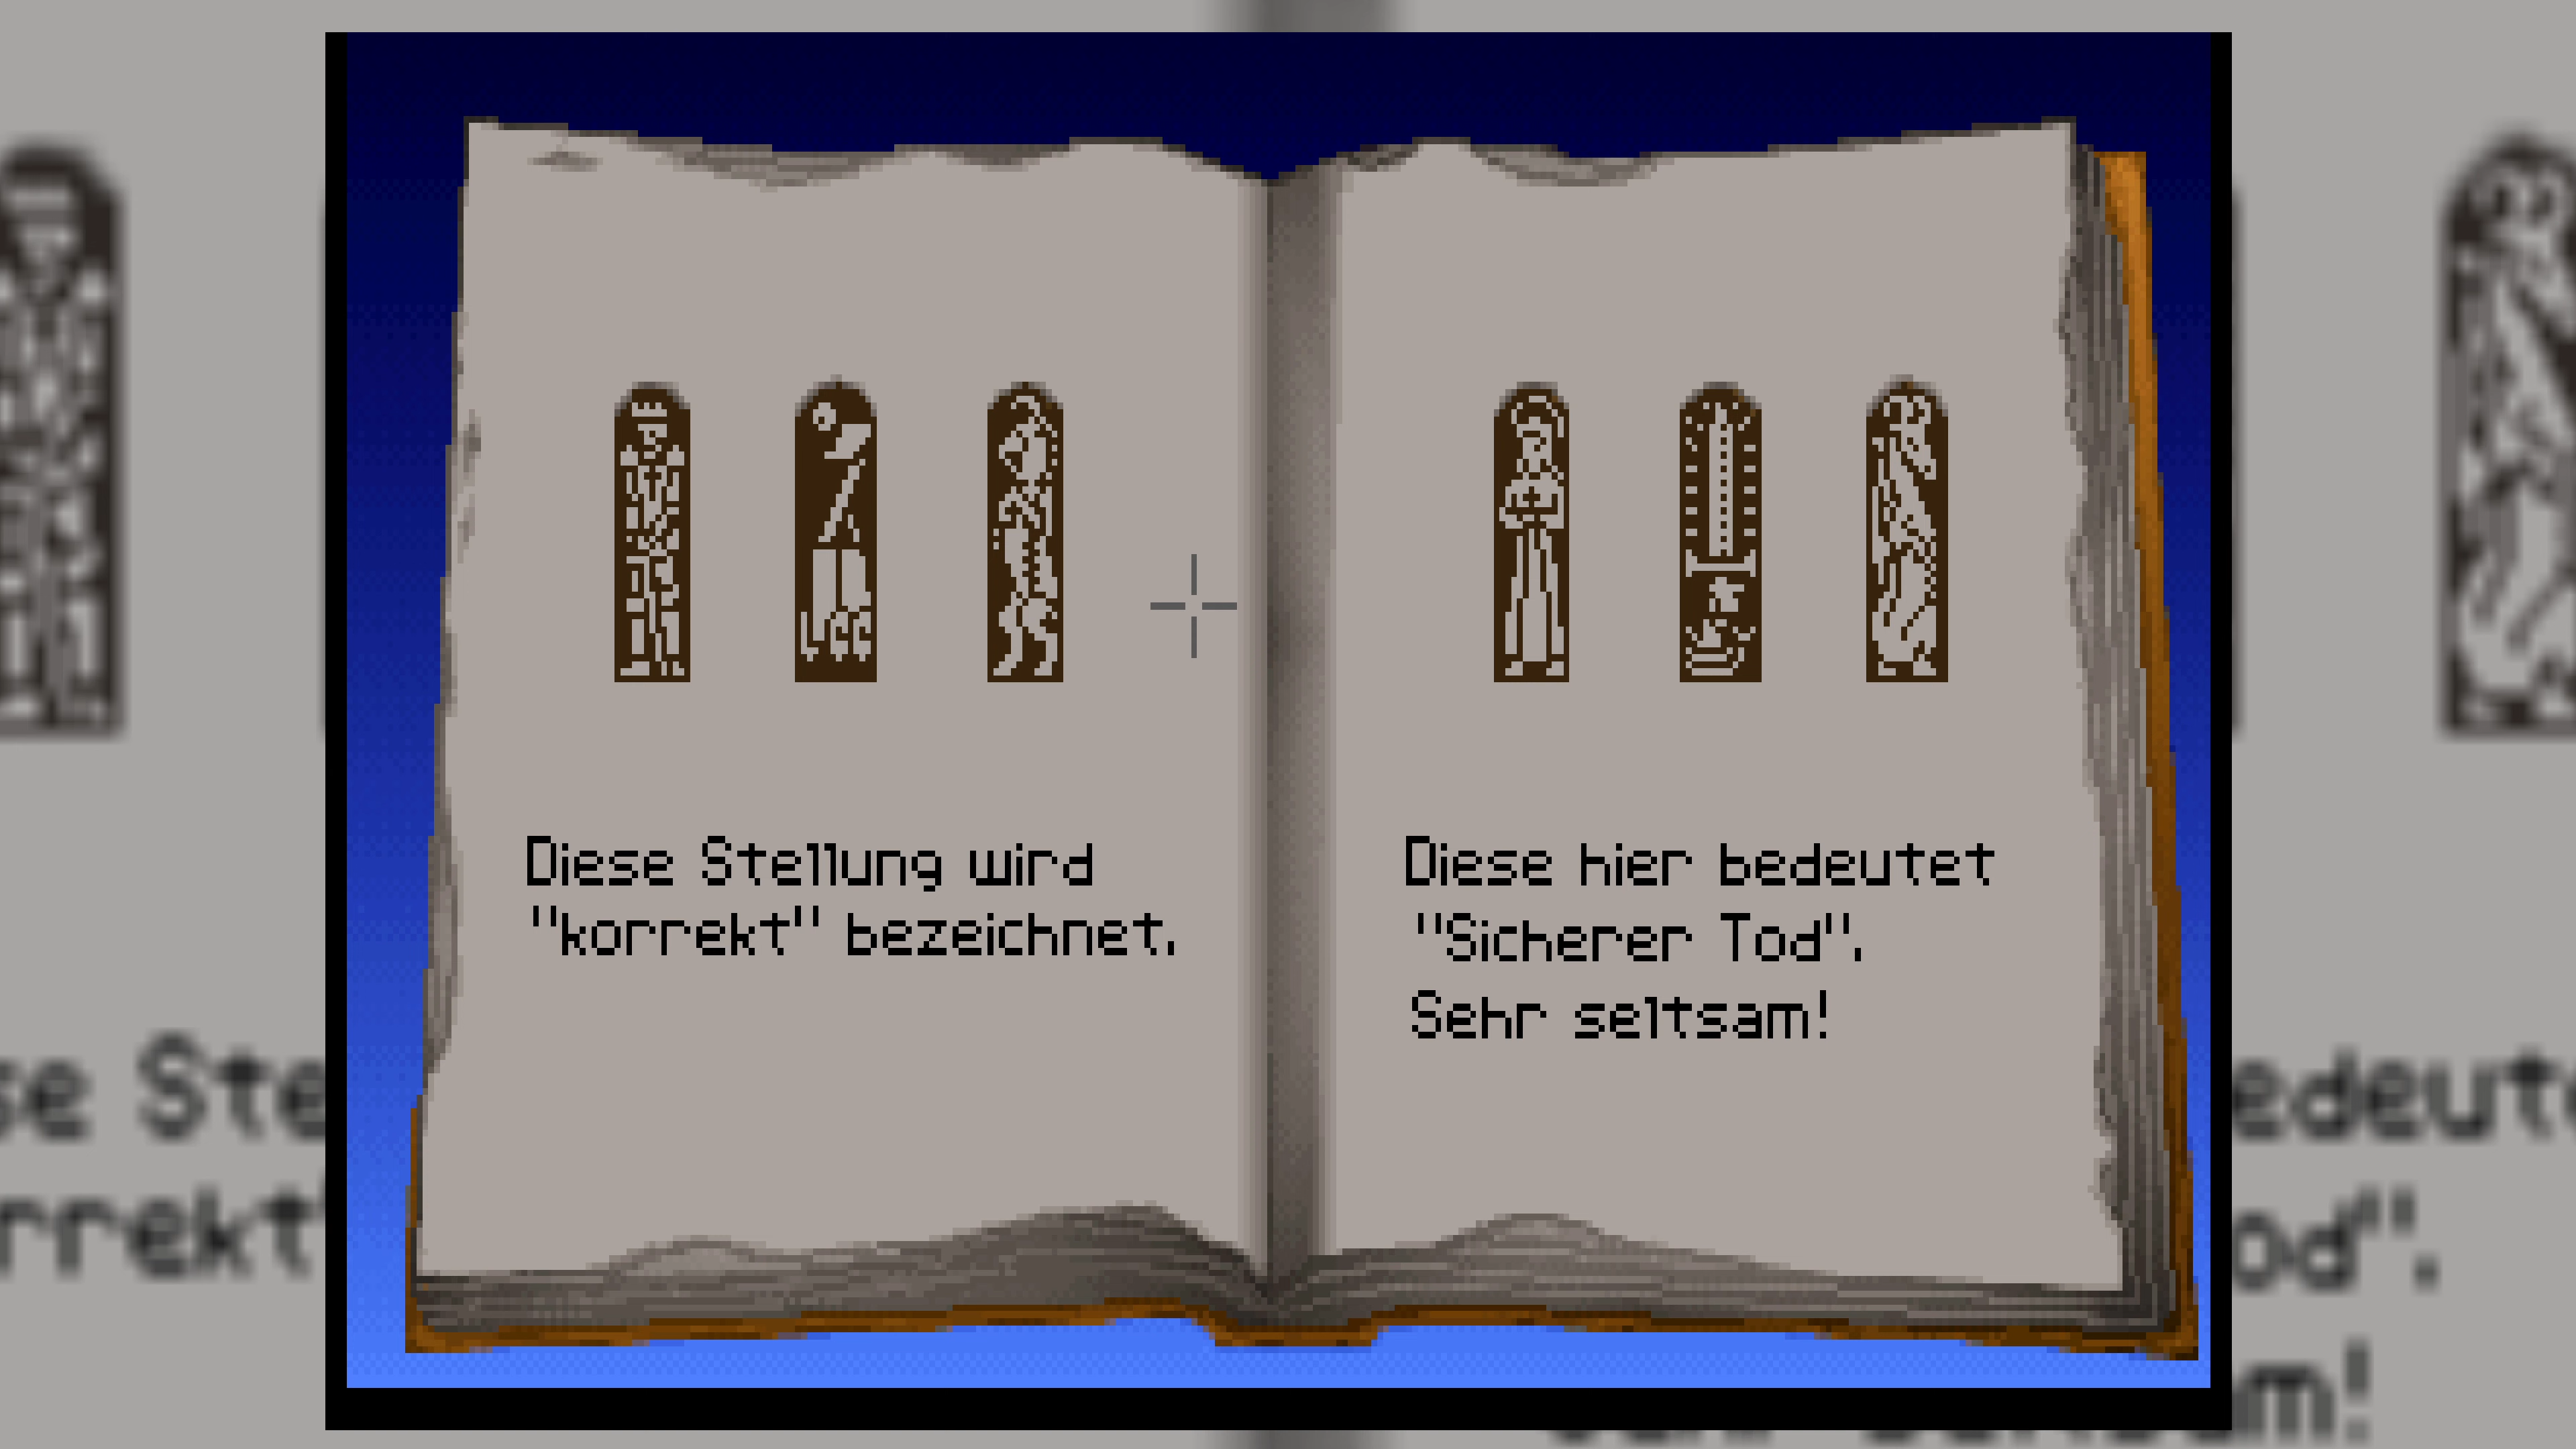 Diese Stellung wird
"korrekt" bezeichnet.
Diese hier bedeutet
"Sicherer Tod".
Sehr seltsam!